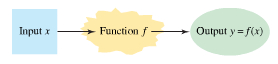 Input x
Function f
Output y = f(x)